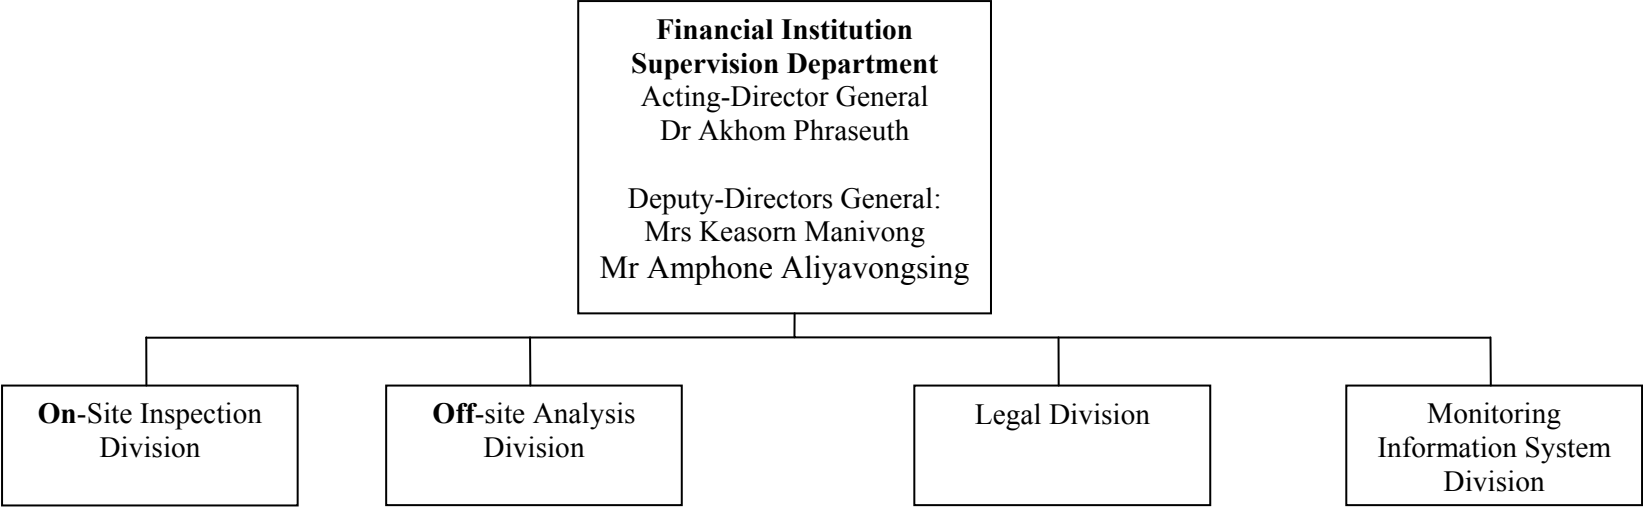 Financial Institution
Supervision Department
Acting-Director General
Dr Akhom Phraseuth
Deputy-Directors General:
Mrs Keasorn Manivong
Mr Amphone Aliyavongsing
On-Site Inspection
Division
Off-site Analysis
Division
Legal Division
Monitoring
Information System
Division